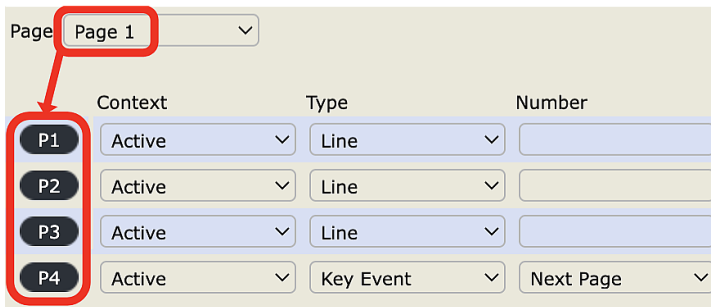 Page Page 1
Context Type Number
P1 Active Line
P2 Active Line
P3 Active Line
P4 Active Key Event Next Page